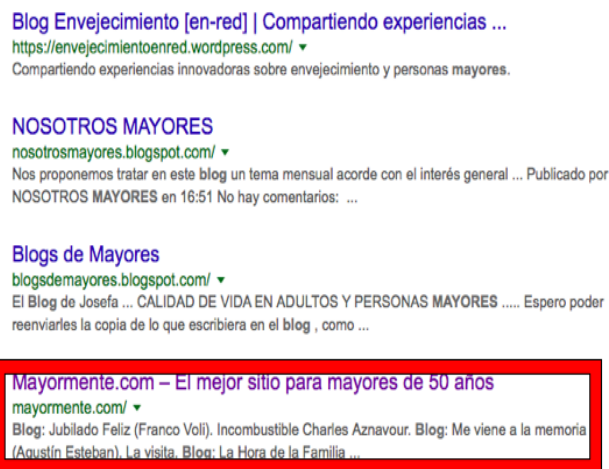 Blog Envejecimiento [en-red] | Compartiendo experiencias ...
https://envejecimientoenred.wordpress.com/
Compartiendo experiencias innovadoras sobre envejecimiento y personas mayores.
NOSOTROS MAYORES
nosotrosmayores.blogspot.com/
Nos proponemos tratar en este blog un tema mensual acorde con el interés general ... Publicado por
NOSOTROS MAYORES en 16:51 No hay comentarios: ...
Blogs de Mayores
blogsdemayores.blogspot.com/
El Blog de Josefa ... CALIDAD DE VIDA EN ADULTOS Y PERSONAS MAYORES ..... Espero poder
reenviarles la copia de lo que escribiera en el blog , como ...
Mayormente.com – El mejor sitio para mayores de 50 años
mayormente.com/
Blog: Jubilado Feliz (Franco Voli). Incombustible Charles Aznavour. Blog: Me viene a la memoria
(Agustín Esteban). La visita. Blog: La Hora de la Familia ...